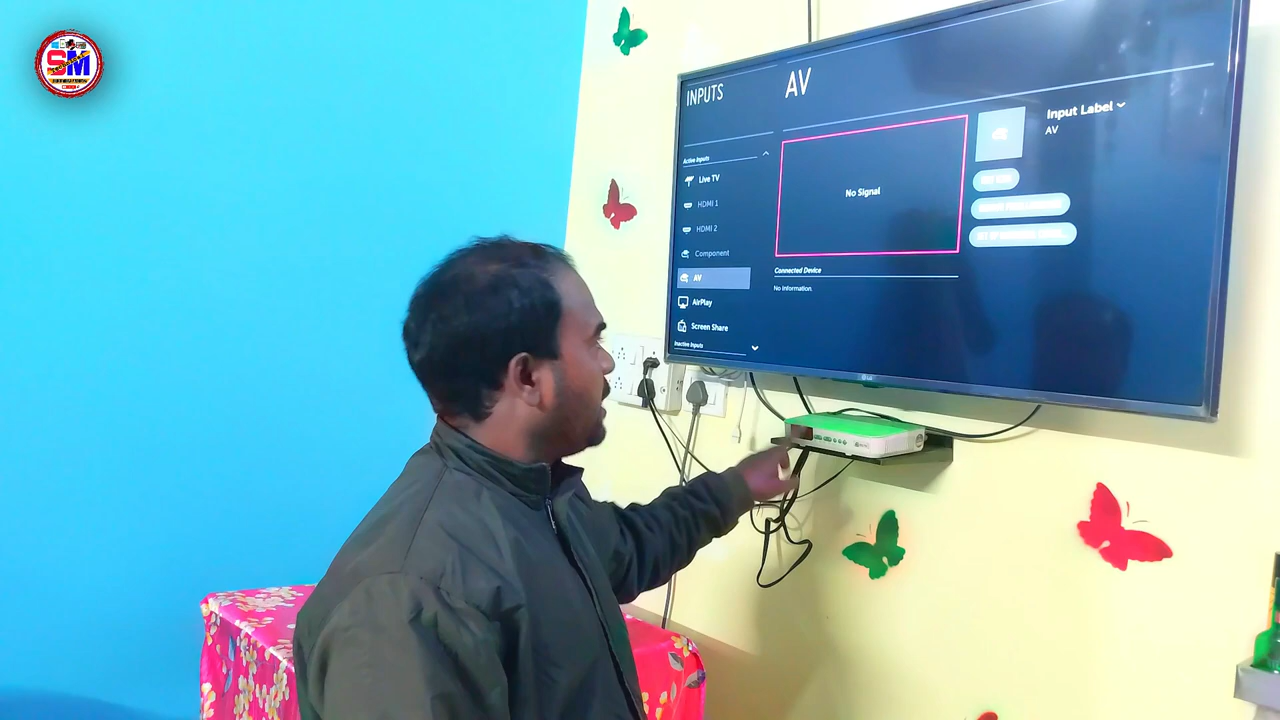 SM
INPUTS
AV
Input Label
AV
Active Inputs
Live TV
HDMI 1
HDMI 2
Component
AV
AirPlay
Screen Share
Inactive Inputs
No Signal
Connected Device
No Information.
LG